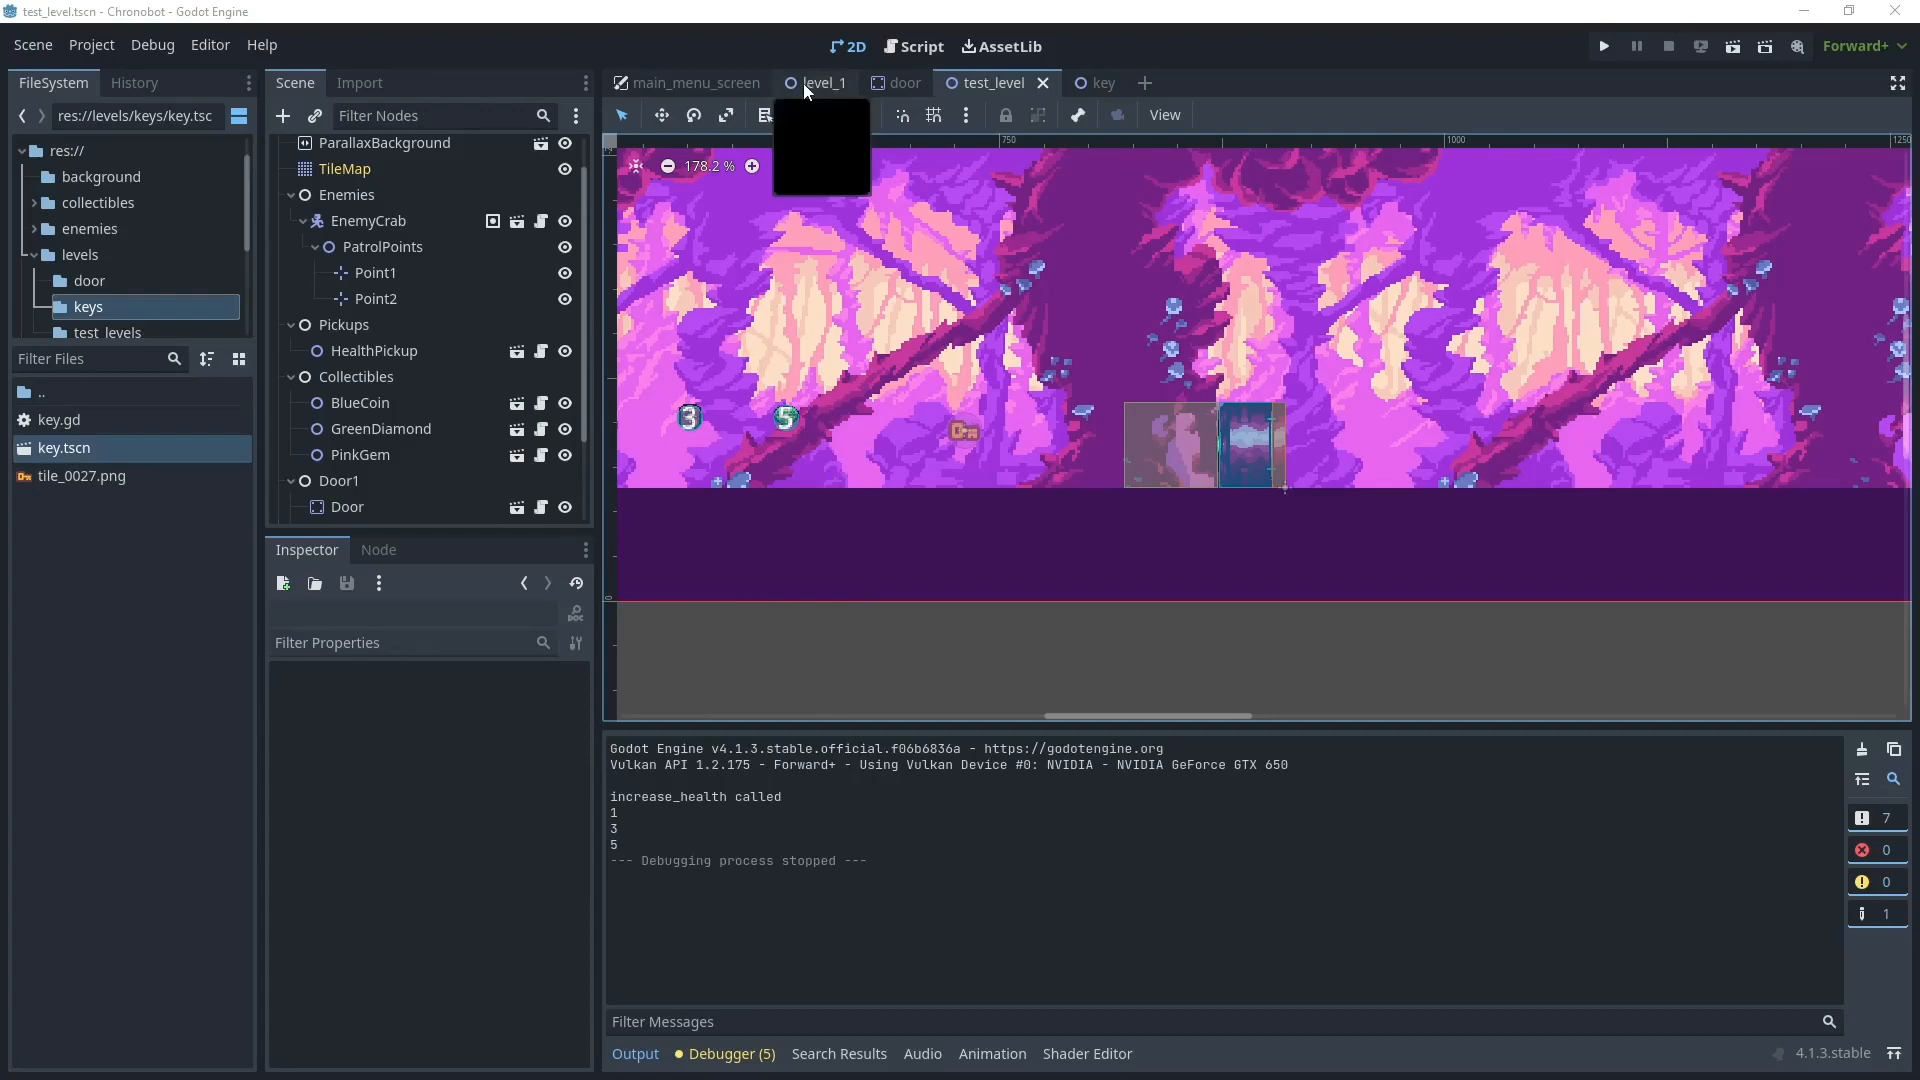 test_level.tscn - Chronobot - Godot Engine
Scene Project Debug Editor Help
2D Script AssetLib
Forward+
FileSystem History
Scene Import
main_menu_screen level_1 door test_level key
res://levels/keys/key.tsc
Filter Nodes
View
res://
background
collectibles
enemies
levels
door
keys
test_levels
Filter Files
..
key.gd
key.tscn
tile_0027.png
ParallaxBackground
TileMap
Enemies
EnemyCrab
PatrolPoints
Point1
Point2
Pickups
HealthPickup
Collectibles
BlueCoin
GreenDiamond
PinkGem
Door1
Door
Inspector Node
Filter Properties
750 1000 1250
178.2 %
3 5
0
Godot Engine v4.1.3.stable.official.f06b6836a - https://godotengine.org
Vulkan API 1.2.175 - Forward+ - Using Vulkan Device #0: NVIDIA - NVIDIA GeForce GTX 650
increase_health called
1
3
5
--- Debugging process stopped ---
7
0
0
1
Filter Messages
Output Debugger (5) Search Results Audio Animation Shader Editor
4.1.3.stable